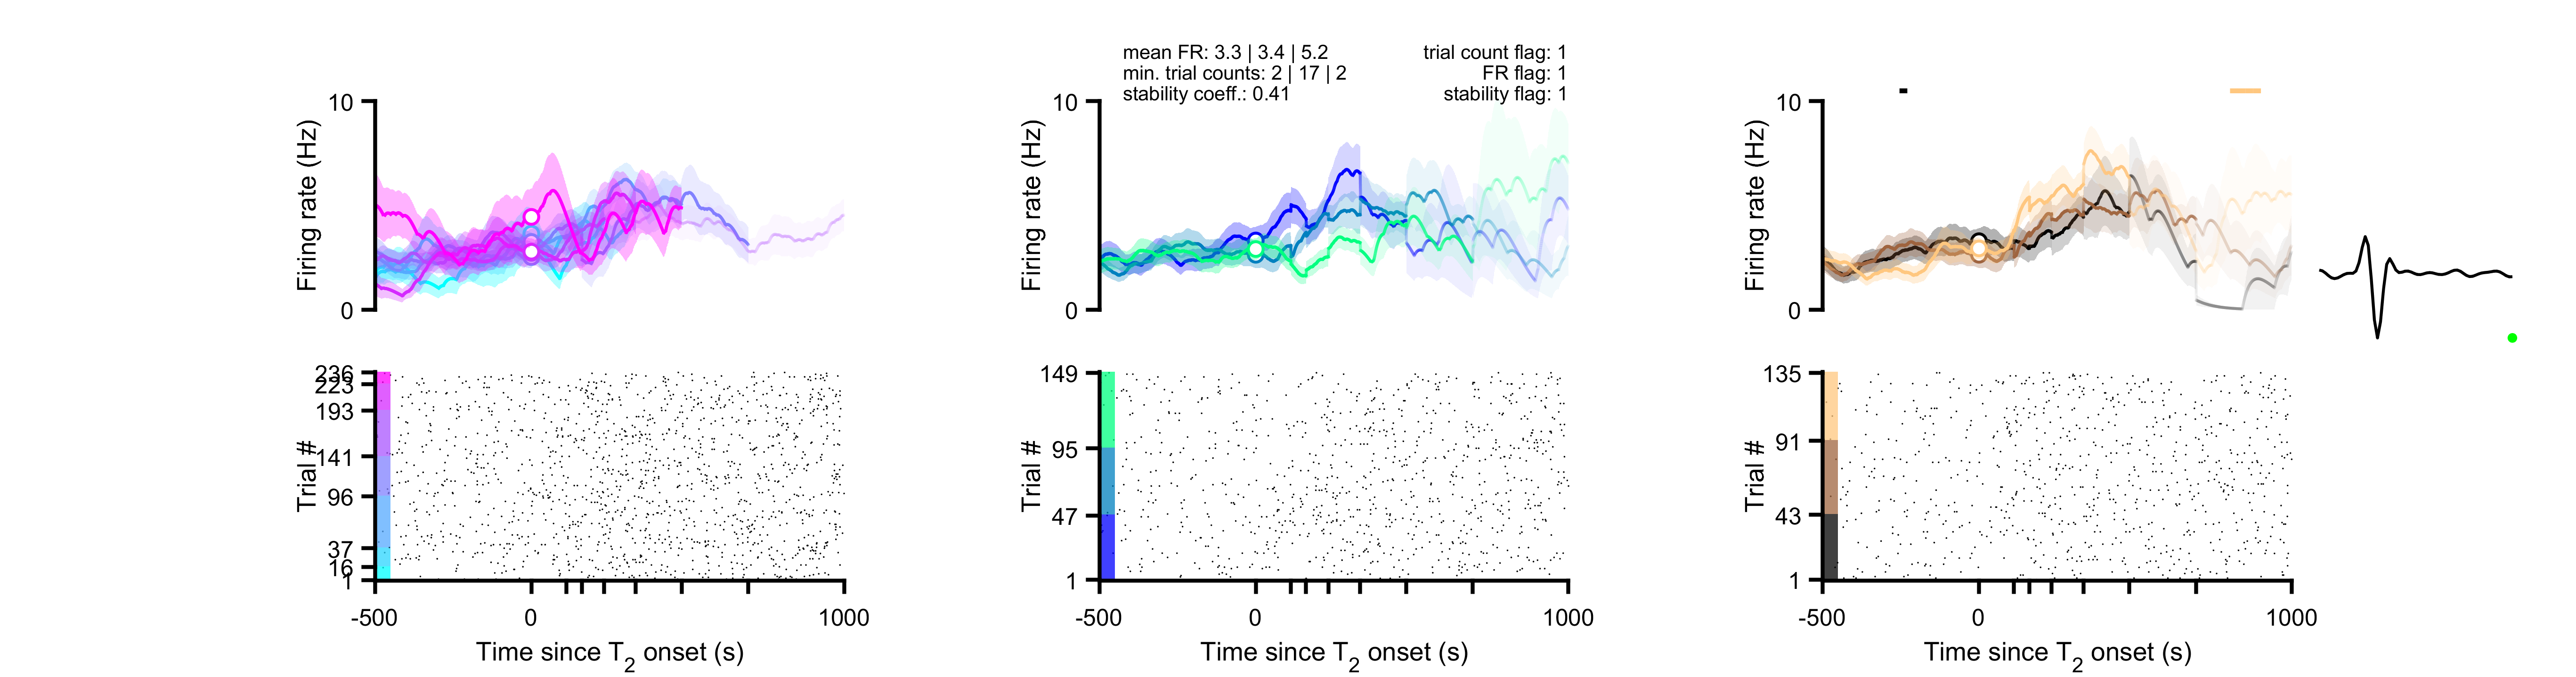 mean FR: 3.3 | 3.4 | 5.2
min. trial counts: 2 | 17 | 2
stability coeff.: 0.41
trial count flag: 1
FR flag: 1
stability flag: 1
10
Firing rate (Hz)
0
236
223
193
141
96
37
16
1
Trial #
-500
0
1000
Time since T2 onset (s)
10
Firing rate (Hz)
0
149
95
47
1
Trial #
-500
0
1000
Time since T2 onset (s)
10
Firing rate (Hz)
0
135
91
43
1
Trial #
-500
0
1000
Time since T2 onset (s)